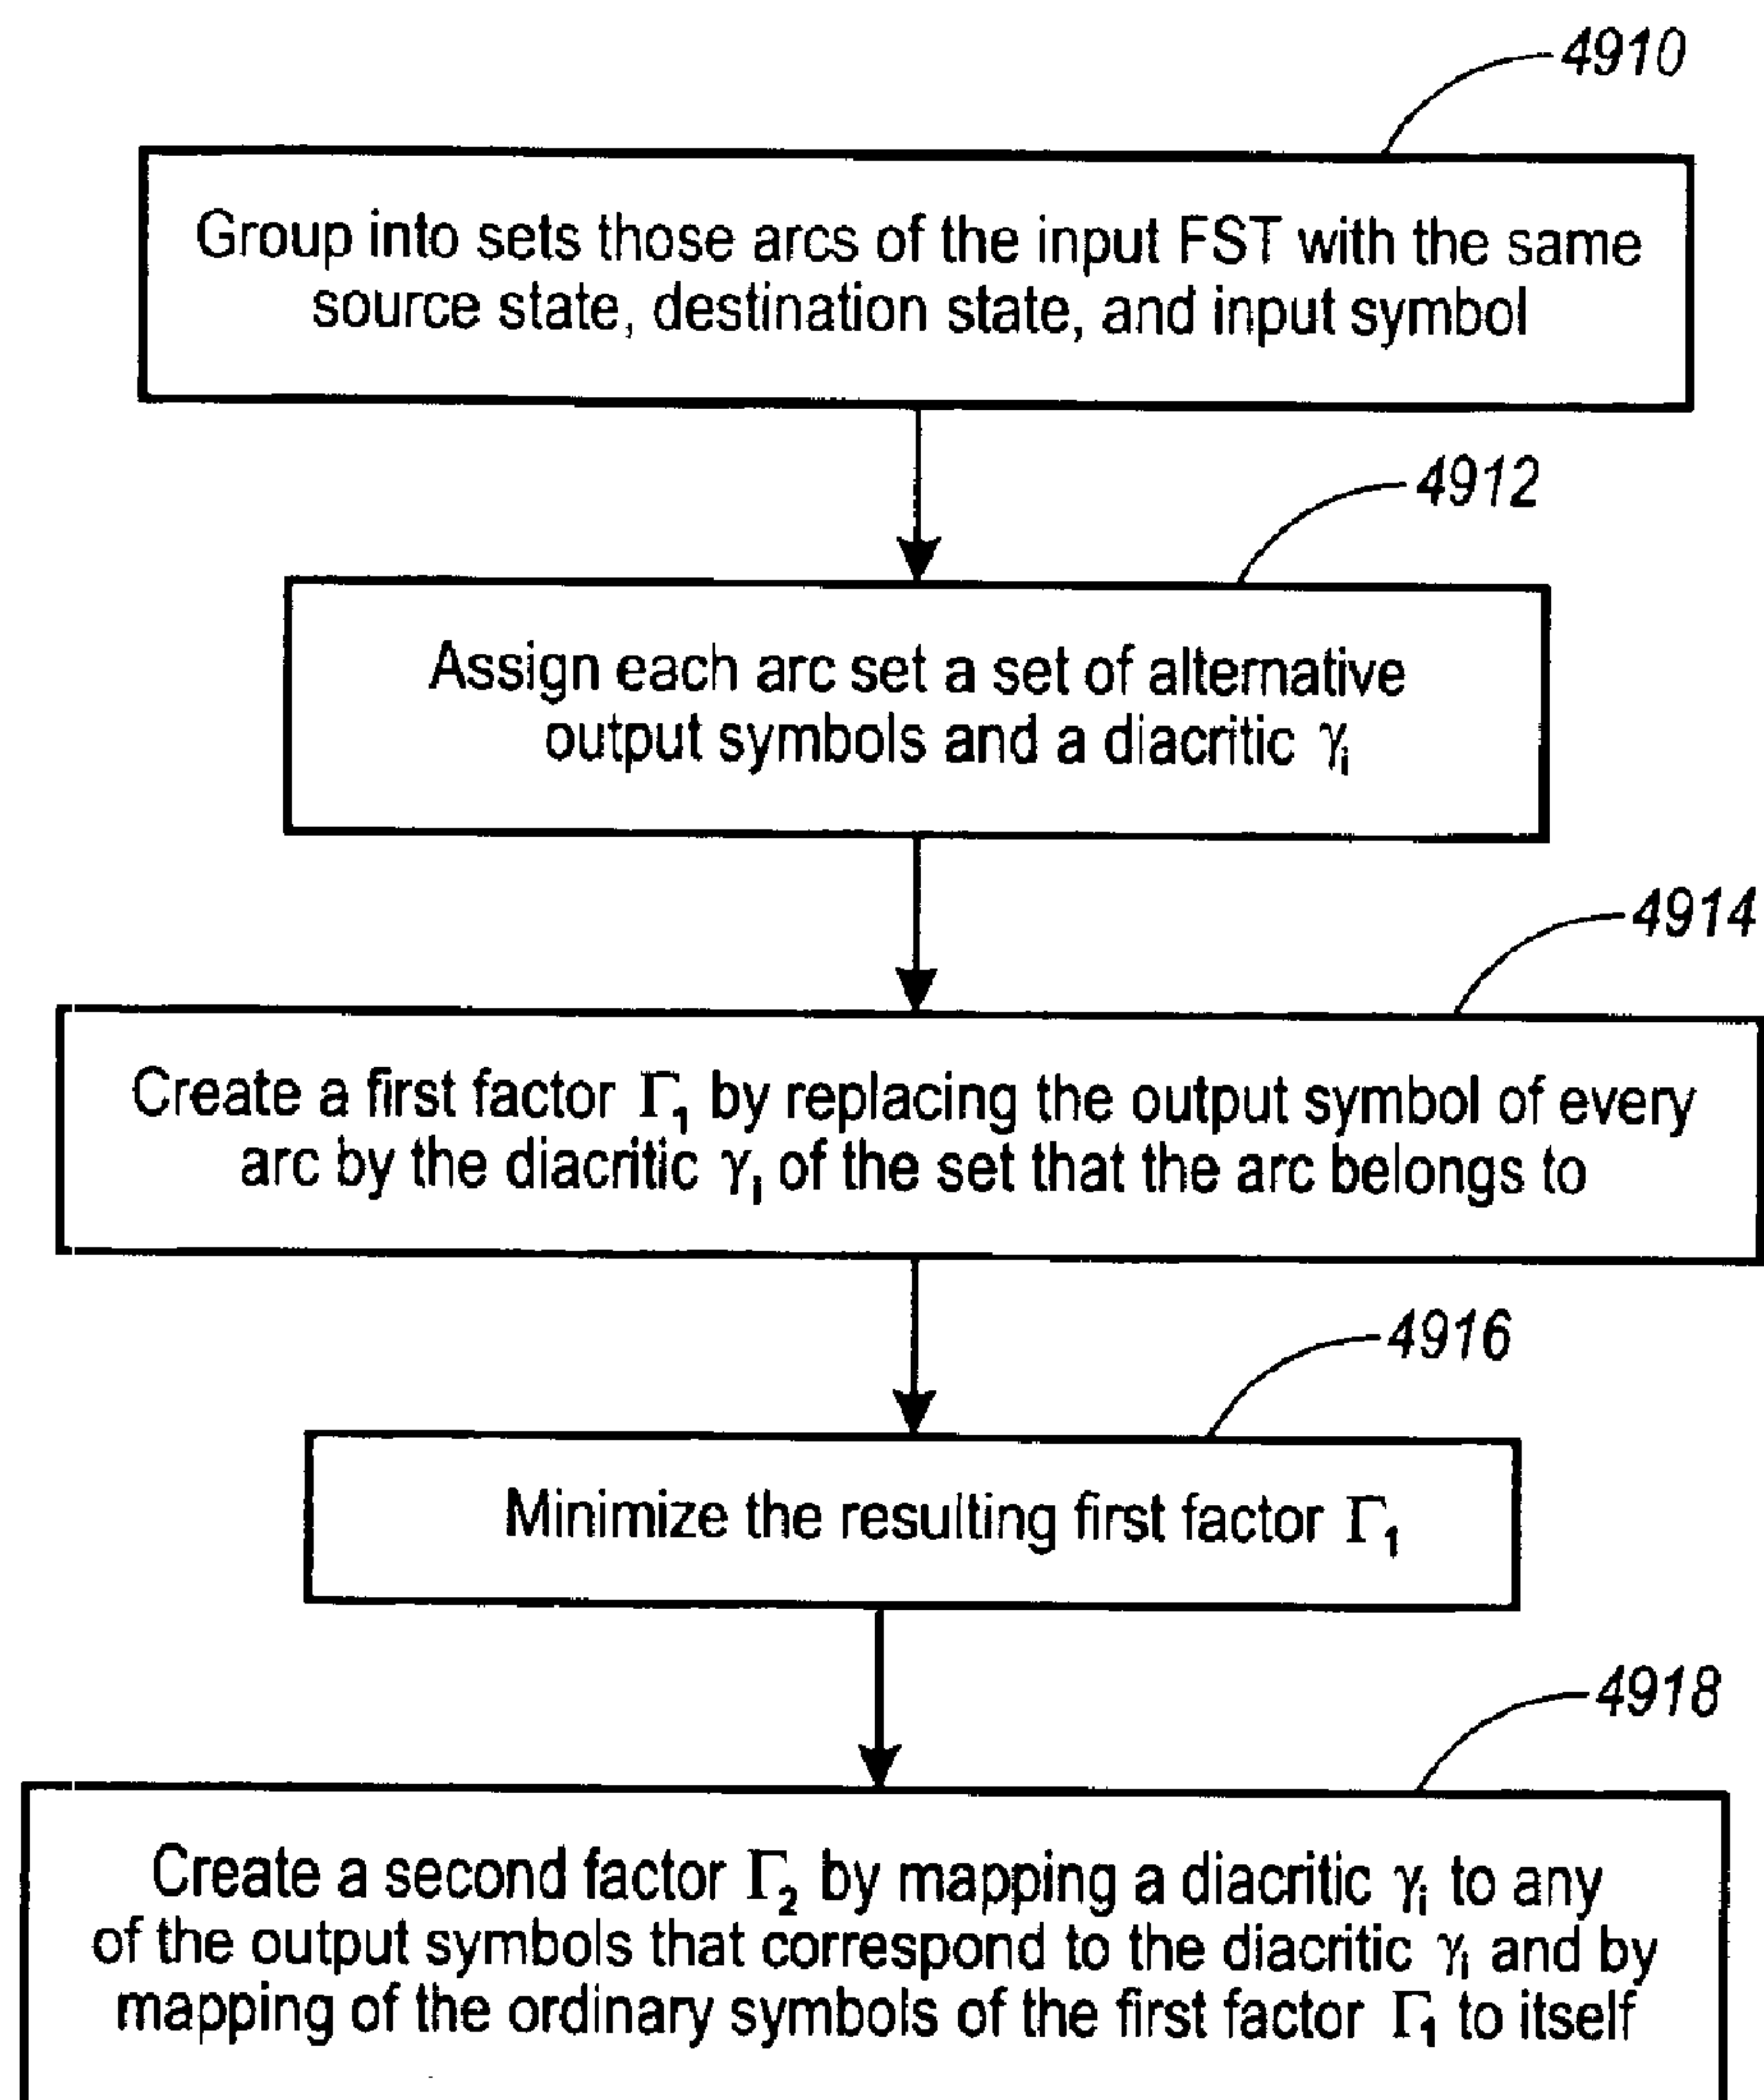 4910
Group into sets those arcs of the input FST with the same
source state, destination state, and input symbol
4912
Assign each arc set a set of alternative
output symbols and a diacritic γi
4914
Create a first factor Γ1 by replacing the output symbol of every
arc by the diacritic γi of the set that the arc belongs to
4916
Minimize the resulting first factor Γ1
4918
Create a second factor Γ2 by mapping a diacritic γi to any
of the output symbols that correspond to the diacritic γi and by
mapping of the ordinary symbols of the first factor Γ1 to itself